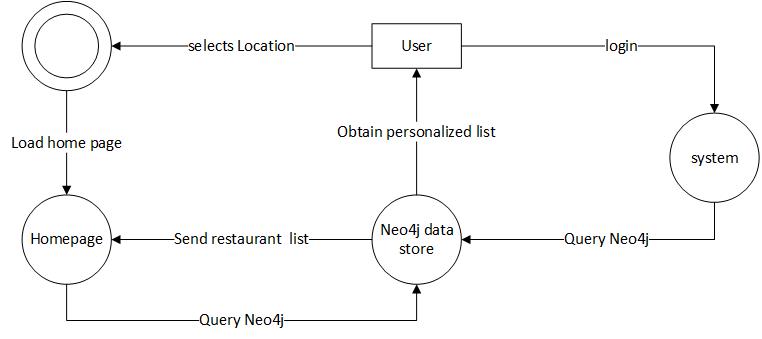 selects Location
User
login
Load home page
Obtain personalized list
system
Homepage
Send restaurant list
Neo4j data
store
Query Neo4j
Query Neo4j